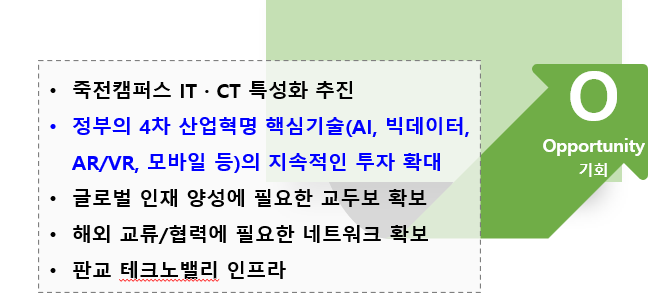 • 죽전캠퍼스 IT · CT 특성화 추진
• 정부의 4차 산업혁명 핵심기술(AI, 빅데이터,
AR/VR, 모바일 등)의 지속적인 투자 확대
• 글로벌 인재 양성에 필요한 교두보 확보
• 해외 교류/협력에 필요한 네트워크 확보
• 판교 테크노밸리 인프라
O
Opportunity
기회